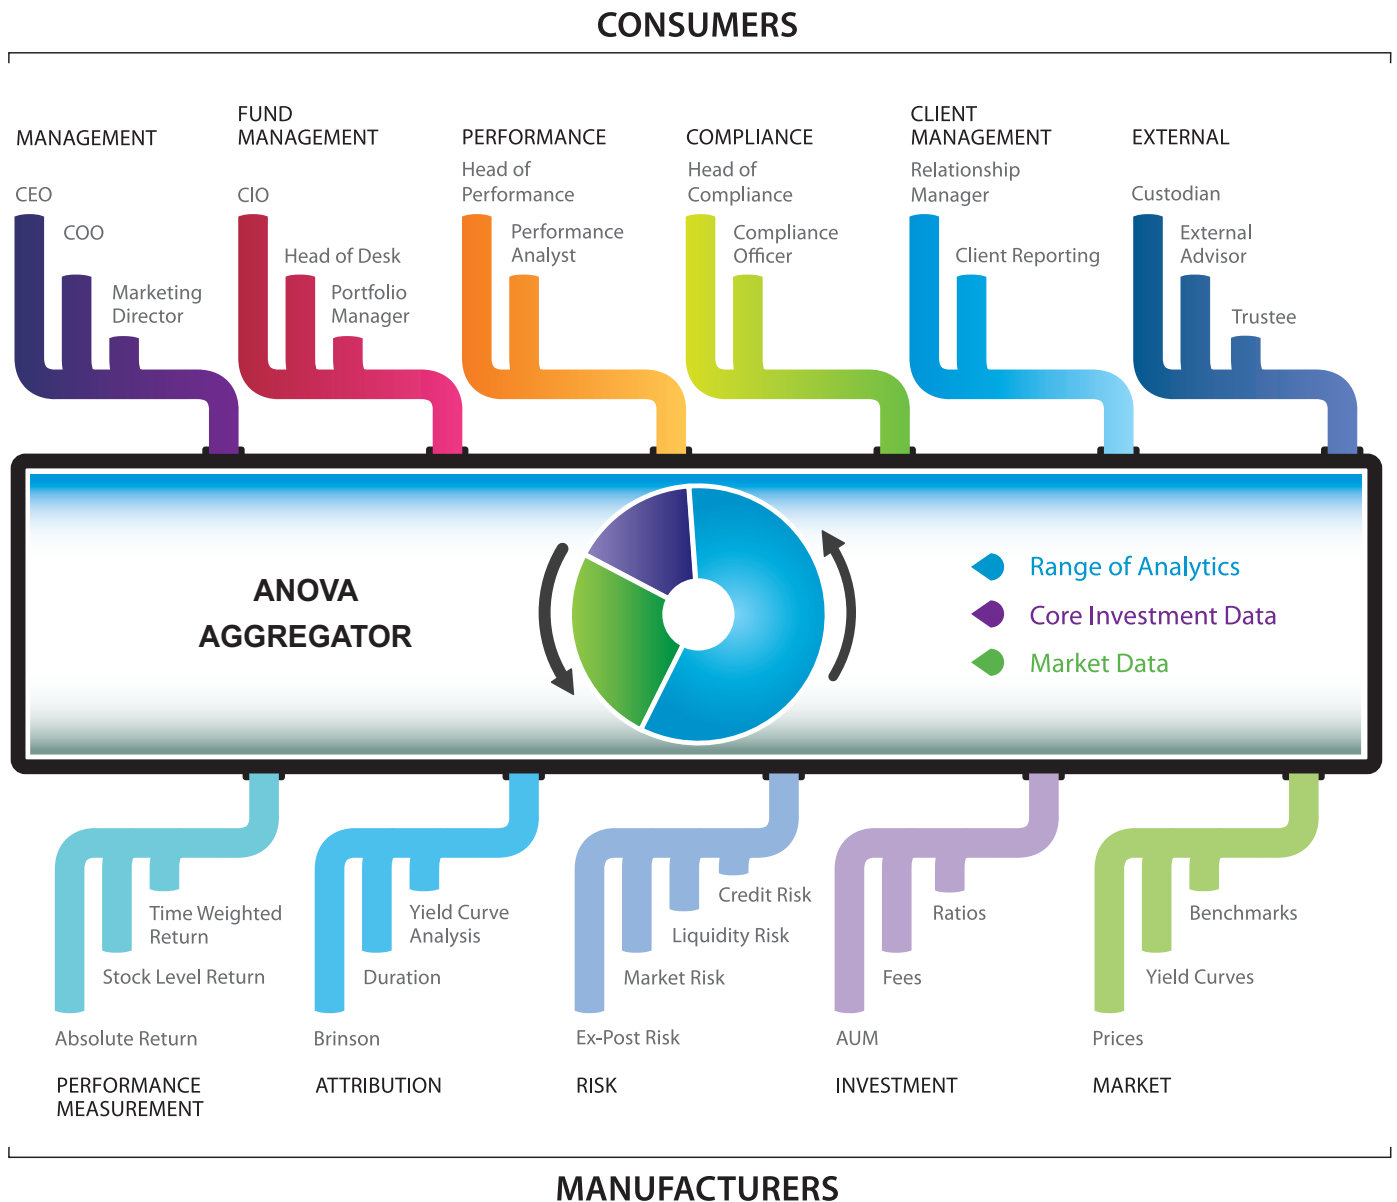 CONSUMERS
MANAGEMENT
CEO
COO
Marketing
Director
FUND
MANAGEMENT
CIO
Head of Desk
Portfolio
Manager
PERFORMANCE
Head of
Performance
Performance
Analyst
COMPLIANCE
Head of
Compliance
Compliance
Officer
CLIENT
MANAGEMENT
Relationship
Manager
Client Reporting
EXTERNAL
Custodian
External
Advisor
Trustee
ANOVA
AGGREGATOR
Range of Analytics
Core Investment Data
Market Data
Time Weighted
Return
Stock Level Return
Absolute Return
PERFORMANCE
MEASUREMENT
Yield Curve
Analysis
Duration
Brinson
ATTRIBUTION
Credit Risk
Liquidity Risk
Market Risk
Ex-Post Risk
RISK
Ratios
Fees
AUM
INVESTMENT
Benchmarks
Yield Curves
Prices
MARKET
MANUFACTURERS